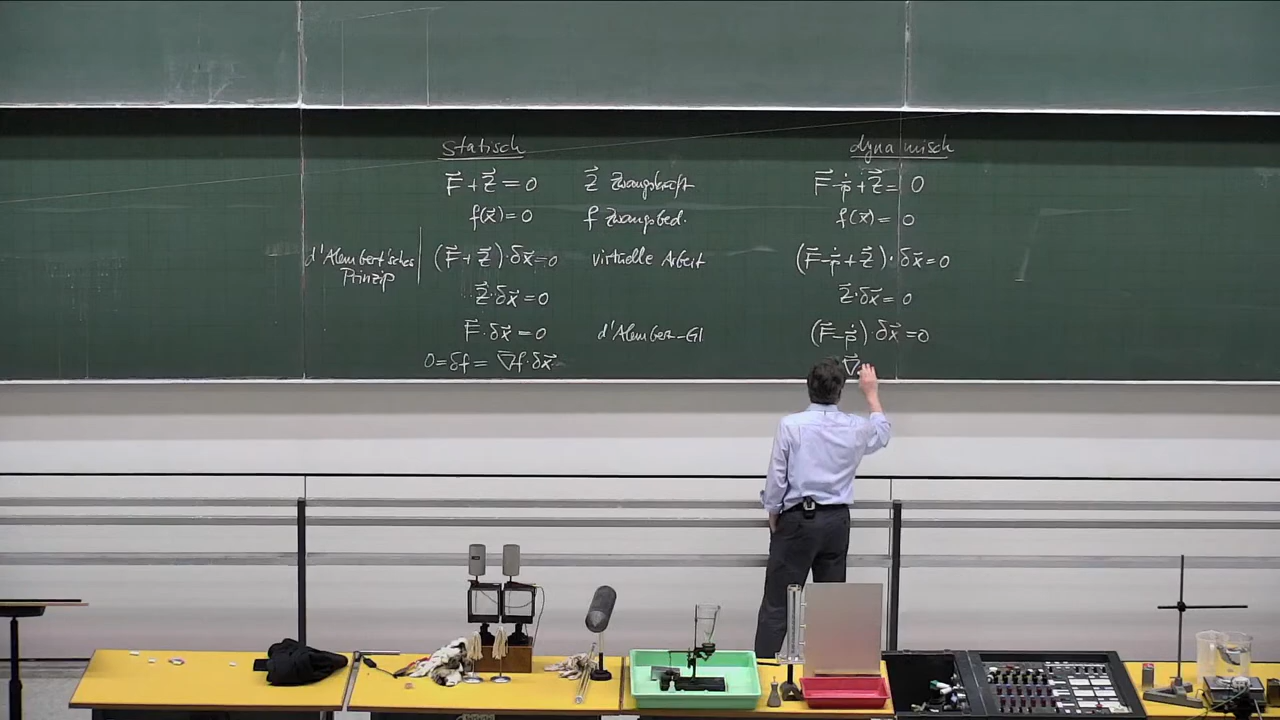 statisch dynamisch
F⃗ + Z⃗ = 0 Z⃗ Zwangskraft F⃗ - ṗ⃗ + Z⃗ = 0
f(x⃗) = 0 f Zwangsbed. f(x⃗) = 0
d'Alembert'sches Prinzip | (F⃗ + Z⃗)·δx⃗ = 0 virtuelle Arbeit (F⃗ - ṗ⃗ + Z⃗)·δx⃗ = 0
Z⃗·δx⃗ = 0 Z⃗·δx⃗ = 0
F⃗·δx⃗ = 0 d'Alembert-Gl (F⃗ - ṗ⃗)·δx⃗ = 0
0 = δf = ∇⃗f·δx⃗ ∇⃗